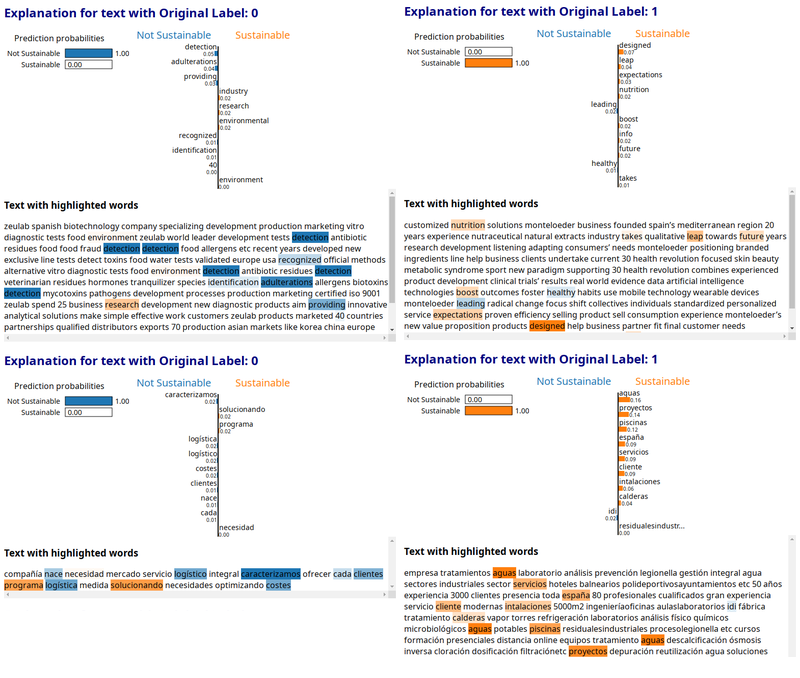 Explanation for text with Original Label: 0
Prediction probabilities
Not Sustainable 1.00
Sustainable 0.00
Not Sustainable Sustainable
detection
0.05
adulterations
0.04
providing
0.03
industry
0.02
research
0.02
environmental
0.02
recognized
0.01
identification
0.01
40
0.00
environment
0.00
Text with highlighted words
zeulab spanish biotechnology company specializing development production marketing vitro
diagnostic tests food environment zeulab world leader development tests detection antibiotic
residues food food fraud detection detection food allergens etc recent years developed new
exclusive line tests detect toxins food water tests validated europe usa recognized official methods
alternative vitro diagnostic tests food environment detection antibiotic residues detection
veterinarian residues hormones tranquilizer species identification adulterations allergens biotoxins
detection mycotoxins pathogens development processes production marketing certified iso 9001
zeulab spend 25 business research development new diagnostic products aim providing innovative
analytical solutions make simple effective work customers zeulab products marketed 40 countries
partnerships qualified distributors exports 70 production asian markets like korea china europe
Explanation for text with Original Label: 1
Prediction probabilities
Not Sustainable 0.00
Sustainable 1.00
Not Sustainable Sustainable
designed
0.07
leap
0.04
expectations
0.03
nutrition
0.02
leading
0.02
boost
0.02
info
0.02
future
0.02
healthy
0.01
takes
0.01
Text with highlighted words
customized nutrition solutions monteloeder business founded spain's mediterranean region 20
years experience nutraceutical natural extracts industry takes qualitative leap towards future years
research development listening adapting consumers' needs monteloeder positioning branded
ingredients line help business clients undertake current 30 health revolution focused skin beauty
metabolic syndrome sport new paradigm supporting 30 health revolution combines experienced
product development clinical trials' results real world evidence data artificial intelligence
technologies boost outcomes foster healthy habits use mobile technology wearable devices
monteloeder leading radical change focus shift collectives individuals standardized personalized
service expectations proven efficiency selling product sell consumption experience monteloeder's
new value proposition products designed help business partner fit final customer needs
Explanation for text with Original Label: 0
Prediction probabilities
Not Sustainable 1.00
Sustainable 0.00
Not Sustainable Sustainable
caracterizamos
0.02
solucionando
0.02
programa
0.02
logística
0.02
logístico
0.02
costes
0.02
clientes
0.01
nace
0.01
cada
0.01
necesidad
0.00
Text with highlighted words
compañía nace necesidad mercado servicio logístico integral caracterizamos ofrecer cada clientes
programa logística medida solucionando necesidades optimizando costes
Explanation for text with Original Label: 1
Prediction probabilities
Not Sustainable 0.00
Sustainable 1.00
Not Sustainable Sustainable
aguas
0.16
proyectos
0.14
piscinas
0.12
españa
0.09
servicios
0.09
cliente
0.09
intalaciones
0.06
calderas
0.04
idi
0.02
residualesindustr...
0.00
Text with highlighted words
empresa tratamientos aguas laboratorio análisis prevención legionella gestión integral agua
sectores industriales sector servicios hoteles balnearios polideportivosayuntamientos etc 50 años
experiencia 3000 clientes presencia toda españa 80 profesionales cualificados gran experiencia
servicio cliente modernas intalaciones 5000m2 ingenieríaoficinas aulaslaboratorios idi fábrica
tratamiento calderas vapor torres refrigeración laboratorios análisis físico químicos
microbiológicos aguas potables piscinas residualesindustriales procesolegionella etc cursos
formación presenciales distancia online equipos tratamiento aguas descalcificación ósmosis
inversa cloración dosificación filtraciónetc proyectos depuración reutilización agua soluciones